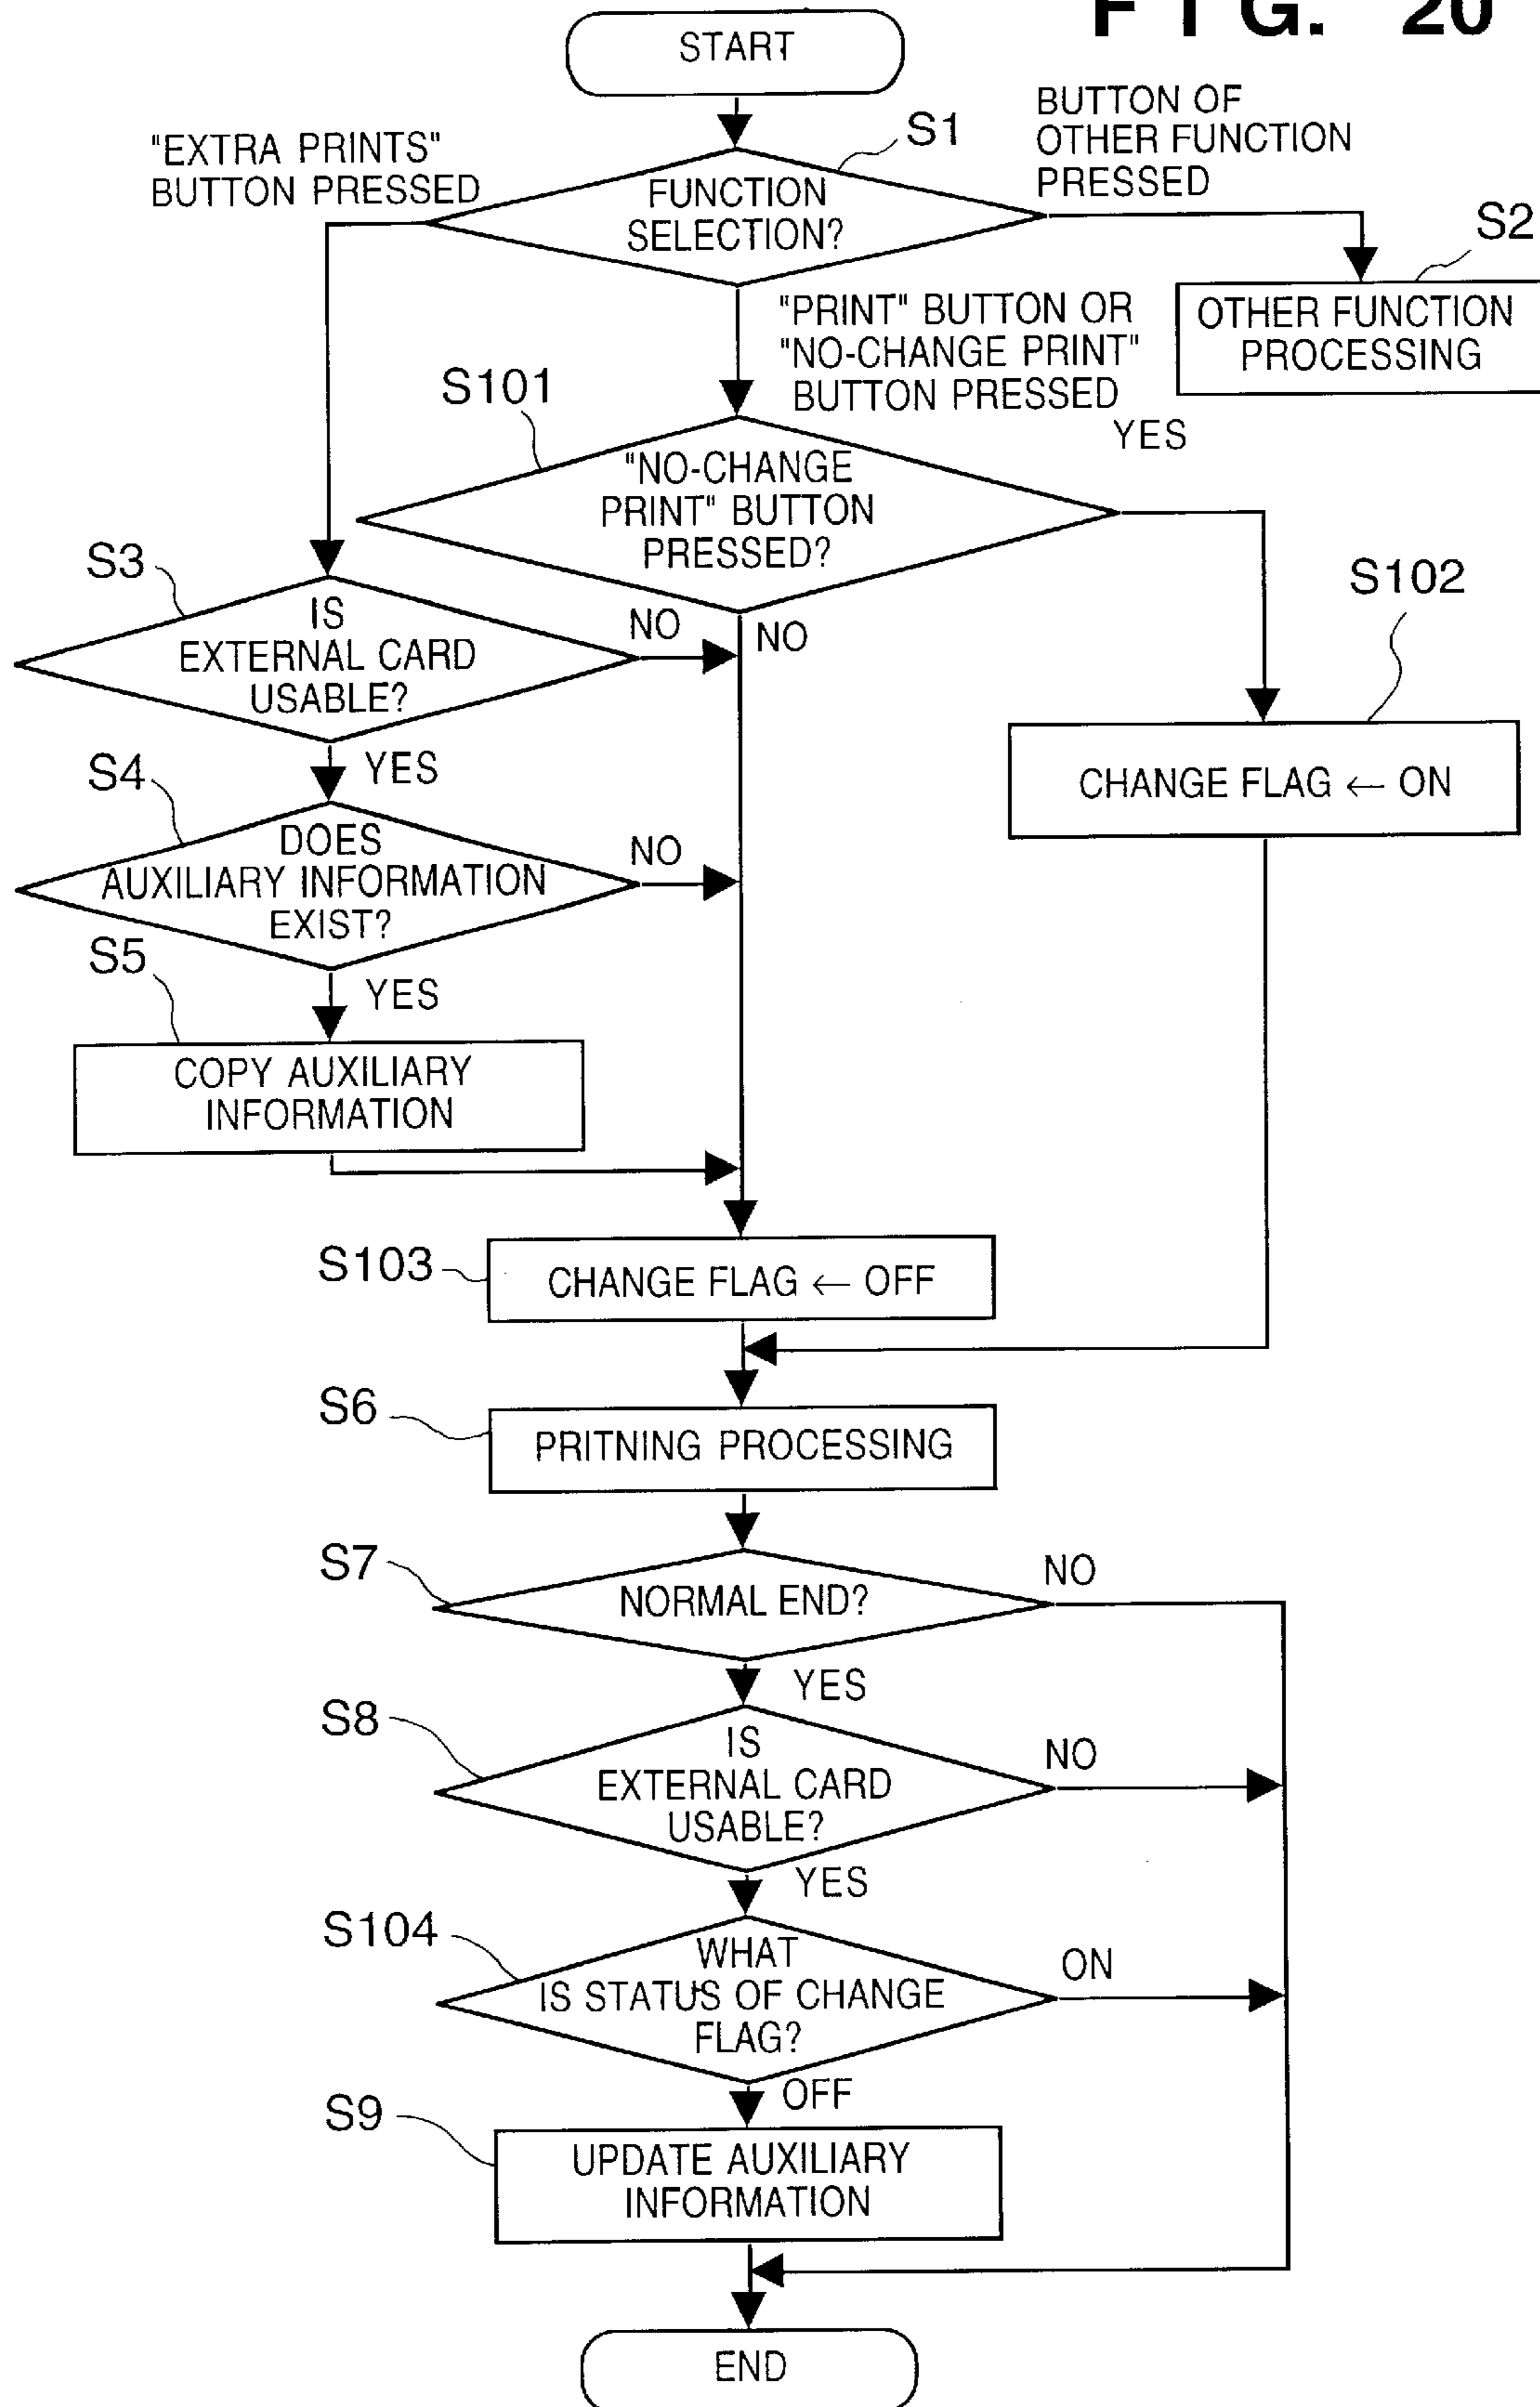 FIG. 20
START
"EXTRA PRINTS"
BUTTON PRESSED
S1
BUTTON OF
OTHER FUNCTION
PRESSED
FUNCTION
SELECTION?
S2
OTHER FUNCTION
PROCESSING
"PRINT" BUTTON OR
"NO-CHANGE PRINT"
BUTTON PRESSED
S101
YES
"NO-CHANGE
PRINT" BUTTON
PRESSED?
S3
IS
EXTERNAL CARD
USABLE?
NO
NO
S102
CHANGE FLAG ← ON
YES
S4
DOES
AUXILIARY INFORMATION
EXIST?
NO
YES
S5
COPY AUXILIARY
INFORMATION
S103
CHANGE FLAG ← OFF
S6
PRITNING PROCESSING
S7
NORMAL END?
NO
YES
S8
IS
EXTERNAL CARD
USABLE?
NO
YES
S104
WHAT
IS STATUS OF CHANGE
FLAG?
ON
OFF
S9
UPDATE AUXILIARY
INFORMATION
END